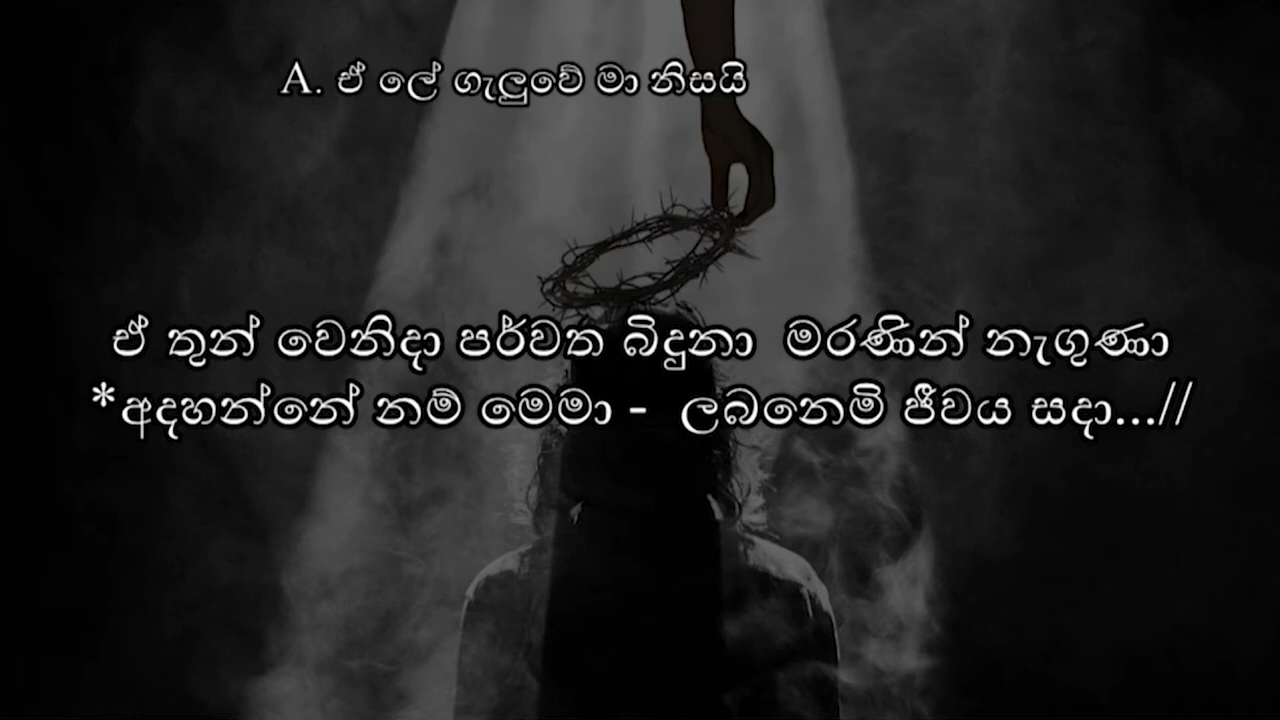 A. ඒ ලේ ගැලුවේ මා නිසයි
ඒ තුන් වෙනිදා පර්වත බිදුනා  මරණින් නැගුණා
*අදහන්නේ නම් මෙමා -  ලබනෙමි ජීවය සදා...//